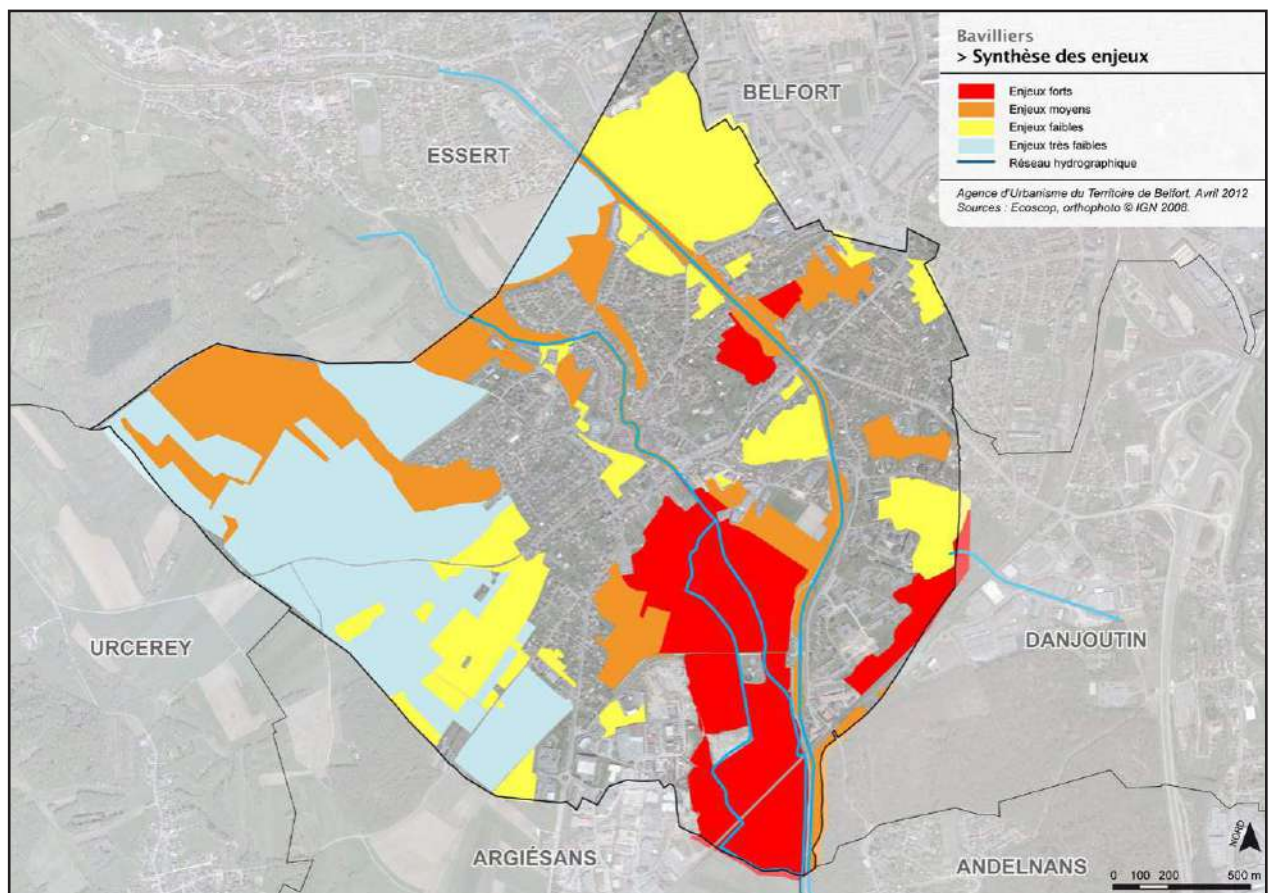 Bavilliers
> Synthèse des enjeux
Enjeux forts
Enjeux moyens
Enjeux faibles
Enjeux très faibles
Réseau hydrographique
Agence d'Urbanisme du Territoire de Belfort, Avril 2012
Sources : Ecoscop, orthophoto © IGN 2008.
BELFORT
ESSERT
URCEREY
DANJOUTIN
ARGIÉSANS
ANDELNANS
NORD
0 100 200 500 m